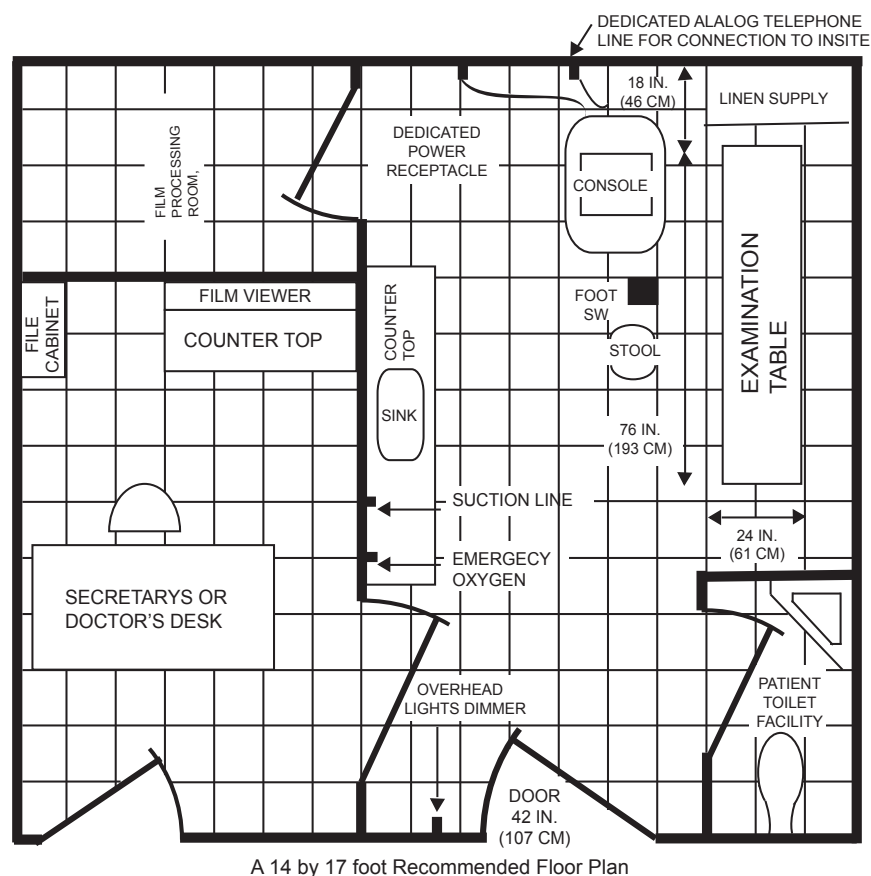 DEDICATED ALALOG TELEPHONE
LINE FOR CONNECTION TO INSITE
18 IN.
(46 CM)
LINEN SUPPLY
FILM
PROCESSING
ROOM,
DEDICATED
POWER
RECEPTACLE
CONSOLE
FILE
CABINET
FILM VIEWER
COUNTER TOP
COUNTER
TOP
FOOT
SW
STOOL
EXAMINATION
TABLE
SINK
76 IN.
(193 CM)
SUCTION LINE
24 IN.
(61 CM)
EMERGECY
OXYGEN
SECRETARYS OR
DOCTOR'S DESK
OVERHEAD
LIGHTS DIMMER
PATIENT
TOILET
FACILITY
DOOR
42 IN.
(107 CM)
A 14 by 17 foot Recommended Floor Plan